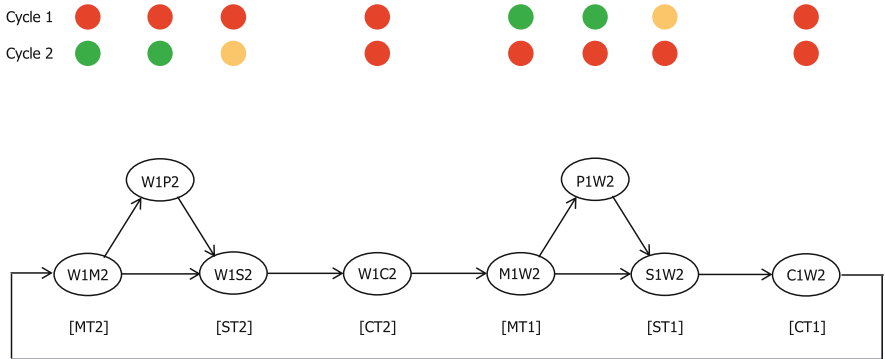 Cycle 1
Cycle 2
W1P2
P1W2
W1M2
W1S2
W1C2
M1W2
S1W2
C1W2
[MT2]
[ST2]
[CT2]
[MT1]
[ST1]
[CT1]